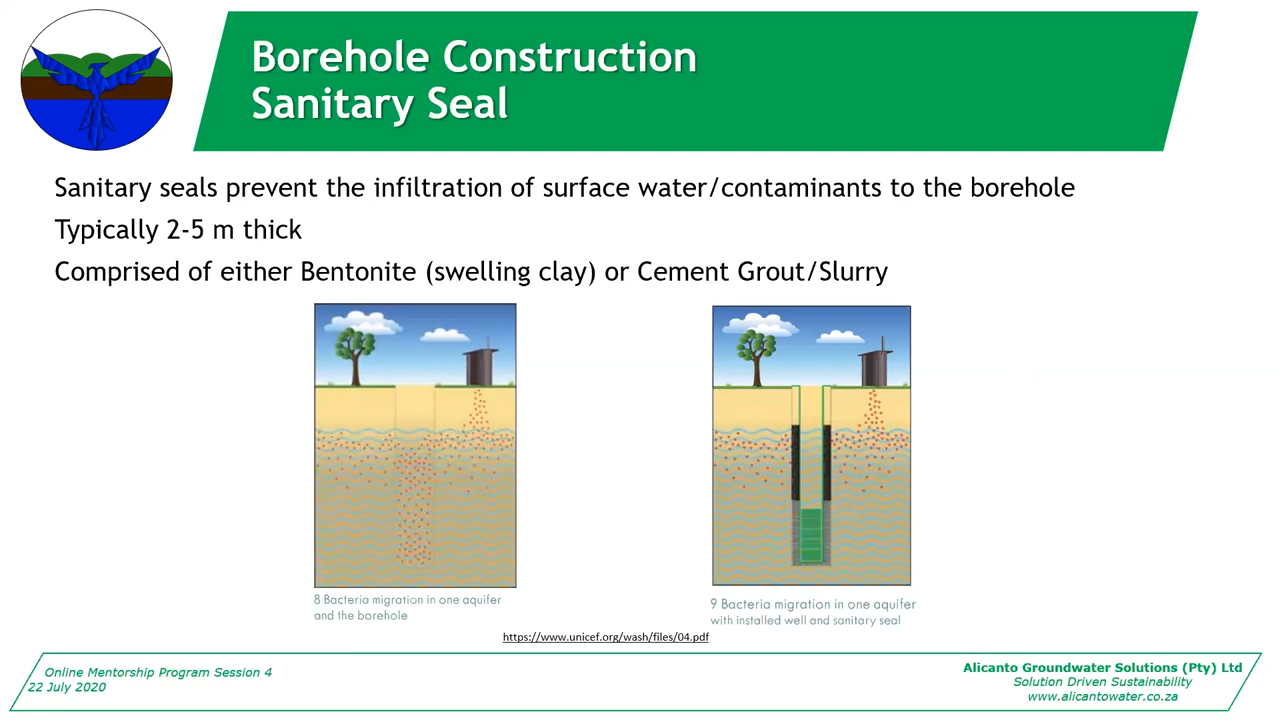 Borehole Construction
Sanitary Seal
Sanitary seals prevent the infiltration of surface water/contaminants to the borehole
Typically 2-5 m thick
Comprised of either Bentonite (swelling clay) or Cement Grout/Slurry
8 Bacteria migration in one aquifer
and the borehole
9 Bacteria migration in one aquifer
with installed well and sanitary seal
https://www.unicef.org/wash/files/04.pdf
Online Mentorship Program Session 4
22 July 2020
Alicanto Groundwater Solutions (Pty) Ltd
Solution Driven Sustainability
www.alicantowater.co.za